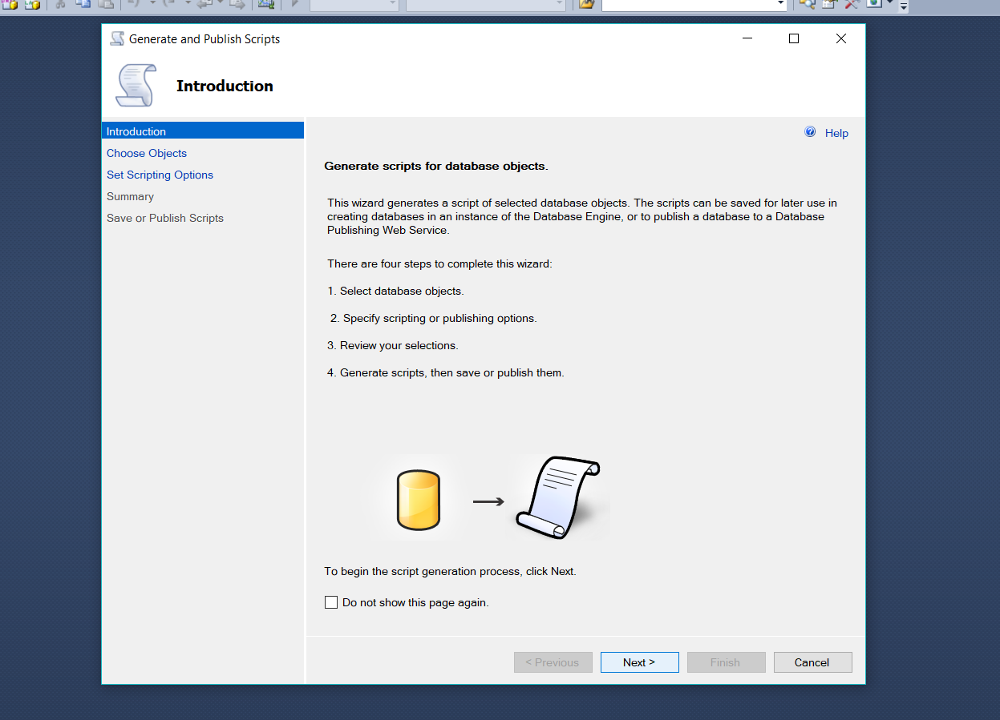 Generate and Publish Scripts
Introduction
Introduction
Choose Objects
Set Scripting Options
Summary
Save or Publish Scripts
Help
Generate scripts for database objects.
This wizard generates a script of selected database objects. The scripts can be saved for later use in
creating databases in an instance of the Database Engine, or to publish a database to a Database
Publishing Web Service.
There are four steps to complete this wizard:
1. Select database objects.
2. Specify scripting or publishing options.
3. Review your selections.
4. Generate scripts, then save or publish them.
To begin the script generation process, click Next.
Do not show this page again.
< Previous
Next >
Finish
Cancel